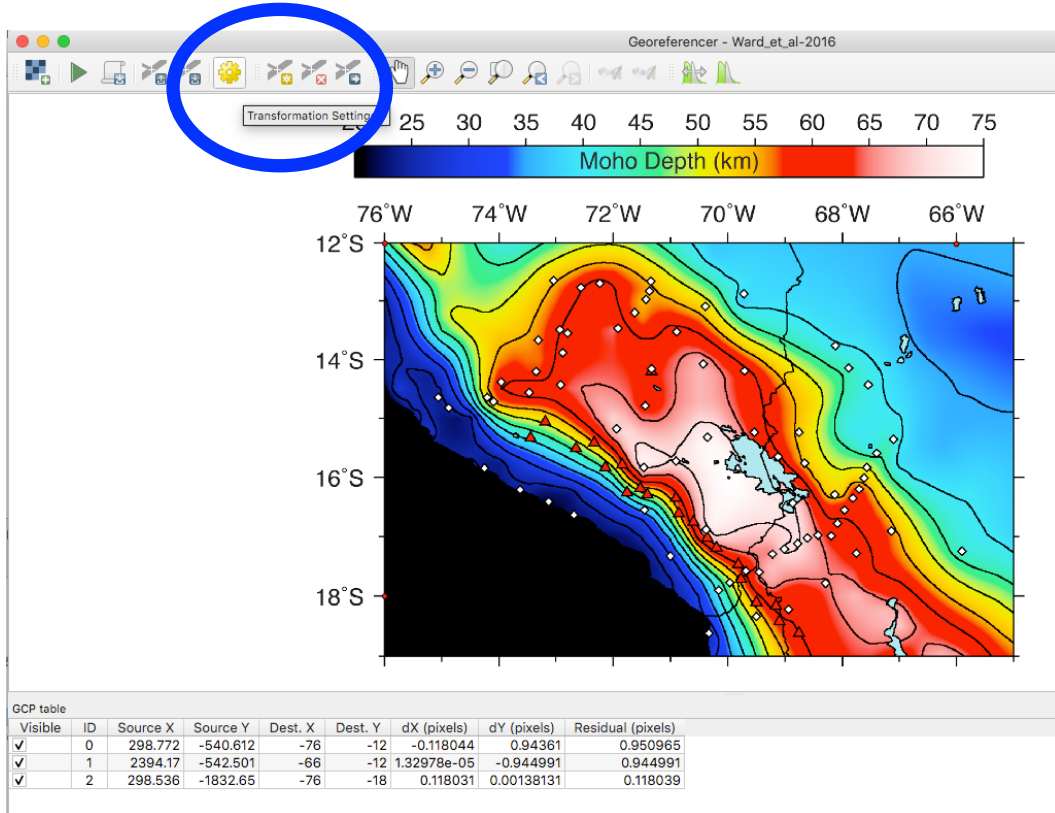 Georeferencer - Ward_et_al-2016
Transformation Setting
25 30 35 40 45 50 55 60 65 70 75
Moho Depth (km)
76°W 74°W 72°W 70°W 68°W 66°W
12°S
14°S
16°S
18°S
GCP table
Visible ID Source X Source Y Dest. X Dest. Y dX (pixels) dY (pixels) Residual (pixels)
0 298.772 -540.612 -76 -12 -0.118044 0.94361 0.950965
1 2394.17 -542.501 -66 -12 1.32978e-05 -0.944991 0.944991
2 298.536 -1832.65 -76 -18 0.118031 0.00138131 0.118039